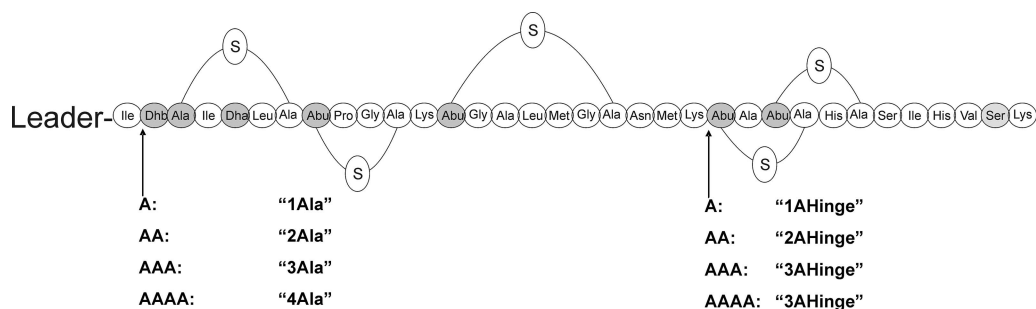 S S S
Leader- Ile Dhb Ala Ile Dha Leu Ala Abu Pro Gly Ala Lys Abu Gly Ala Leu Met Gly Ala Asn Met Lys Abu Ala Abu Ala His Ala Ser Ile His Val Ser Lys
S S
A: “1Ala” A: “1AHinge”
AA: “2Ala” AA: “2AHinge”
AAA: “3Ala” AAA: “3AHinge”
AAAA: “4Ala” AAAA: “3AHinge”